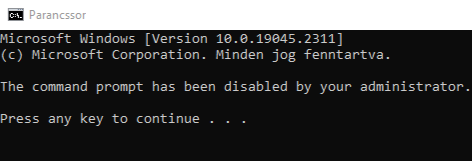 Parancssor
Microsoft Windows [Version 10.0.19045.2311]
(c) Microsoft Corporation. Minden jog fenntartva.
The command prompt has been disabled by your administrator.
Press any key to continue . . .